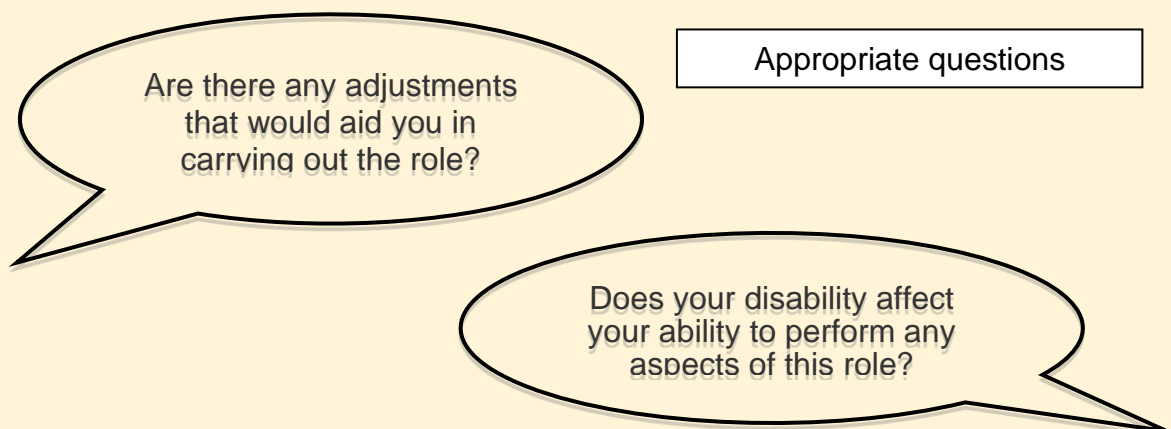 Appropriate questions
Are there any adjustments
that would aid you in
carrying out the role?
Does your disability affect
your ability to perform any
aspects of this role?